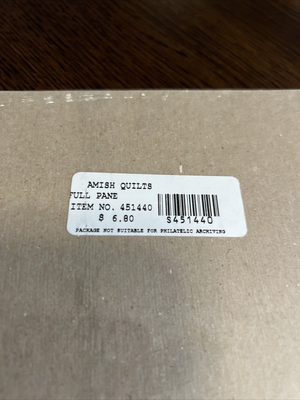 AMISH QUILTS
FULL PANE
ITEM NO. 451440
$ 6.80
S451440
PACKAGE NOT SUITABLE FOR PHILATELIC ARCHIVING